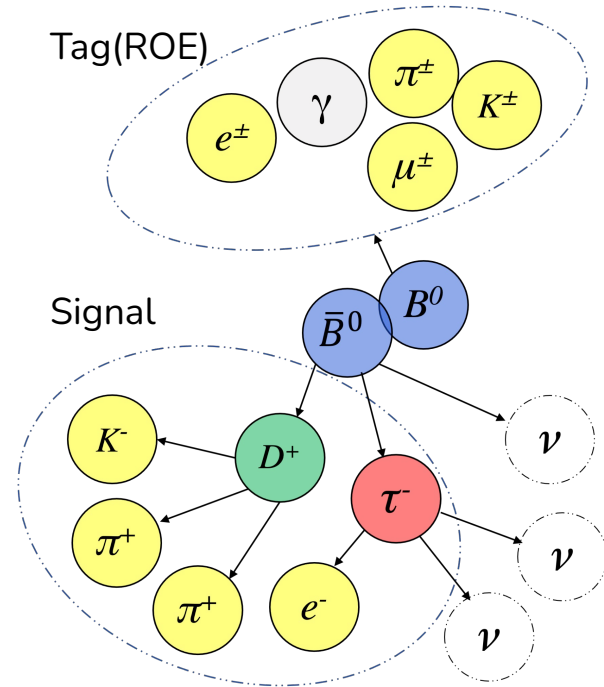 Tag(ROE)
π±
γ
K±
e±
μ±
B⁰
B̄⁰
Signal
K⁻
D⁺
ν
τ⁻
π⁺
ν
π⁺
e⁻
ν